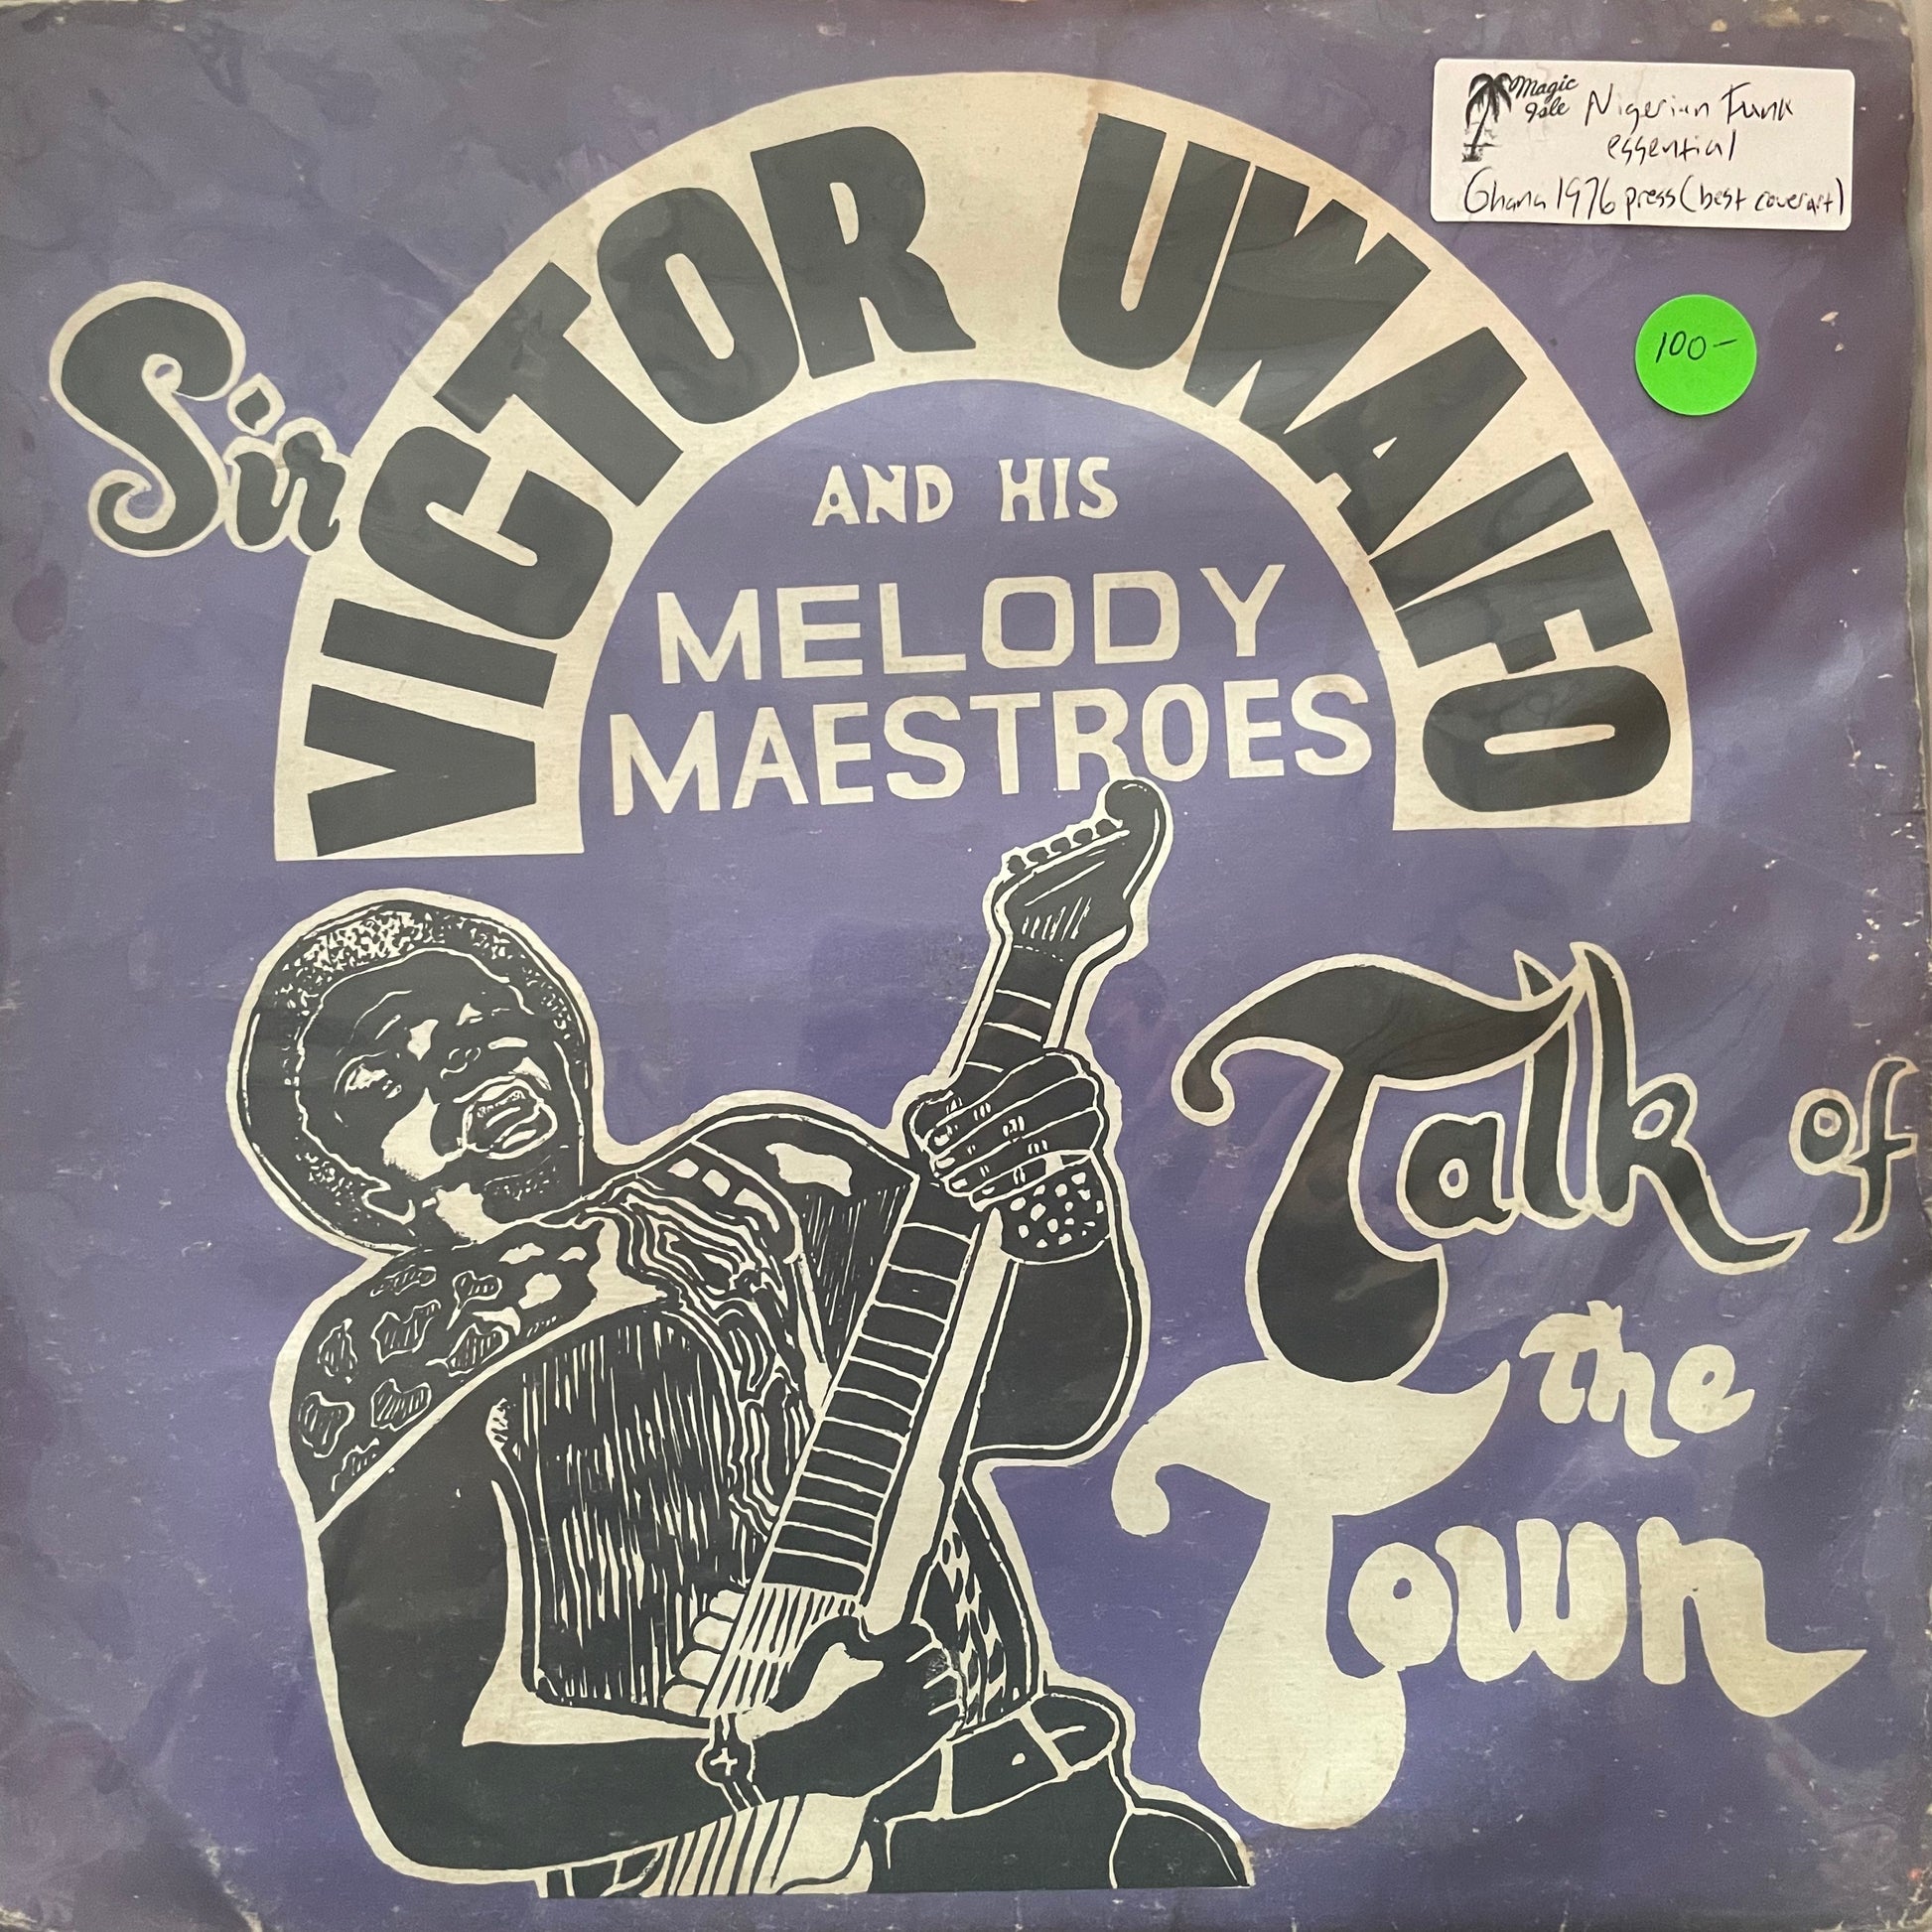 Magic
Isle
Nigerian Funk
essential
Ghana 1976 press (best coverart)
100-
Sir
VICTOR UWAIFO
AND HIS
MELODY
MAESTROES
Talk of
the
Town